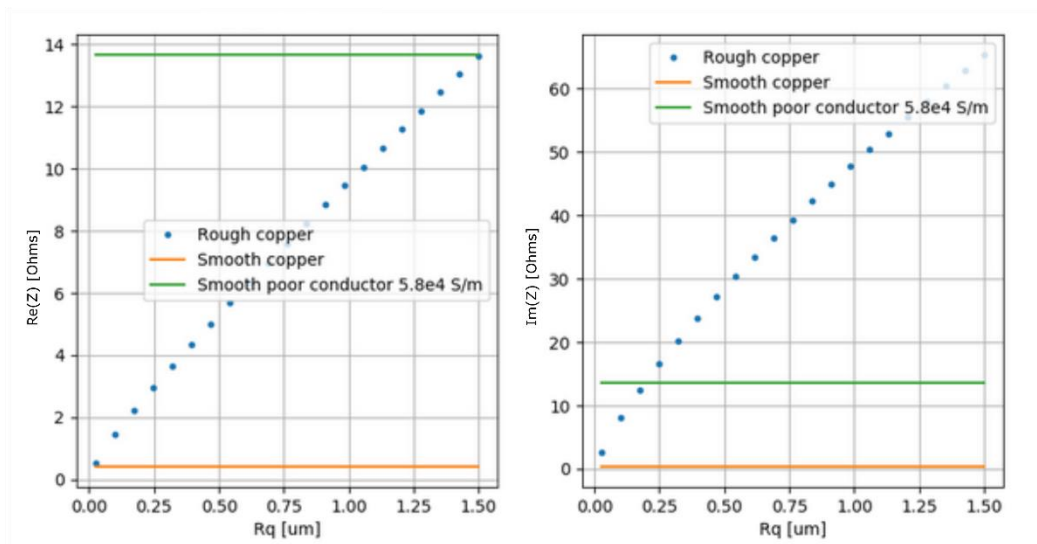 14
12
10
8
6
4
2
0
Re(Z) [Ohms]
Rough copper
Smooth copper
Smooth poor conductor 5.8e4 S/m
0.00 0.25 0.50 0.75 1.00 1.25 1.50
Rq [um]
60
50
40
30
20
10
0
Im(Z) [Ohms]
Rough copper
Smooth copper
Smooth poor conductor 5.8e4 S/m
0.00 0.25 0.50 0.75 1.00 1.25 1.50
Rq [um]